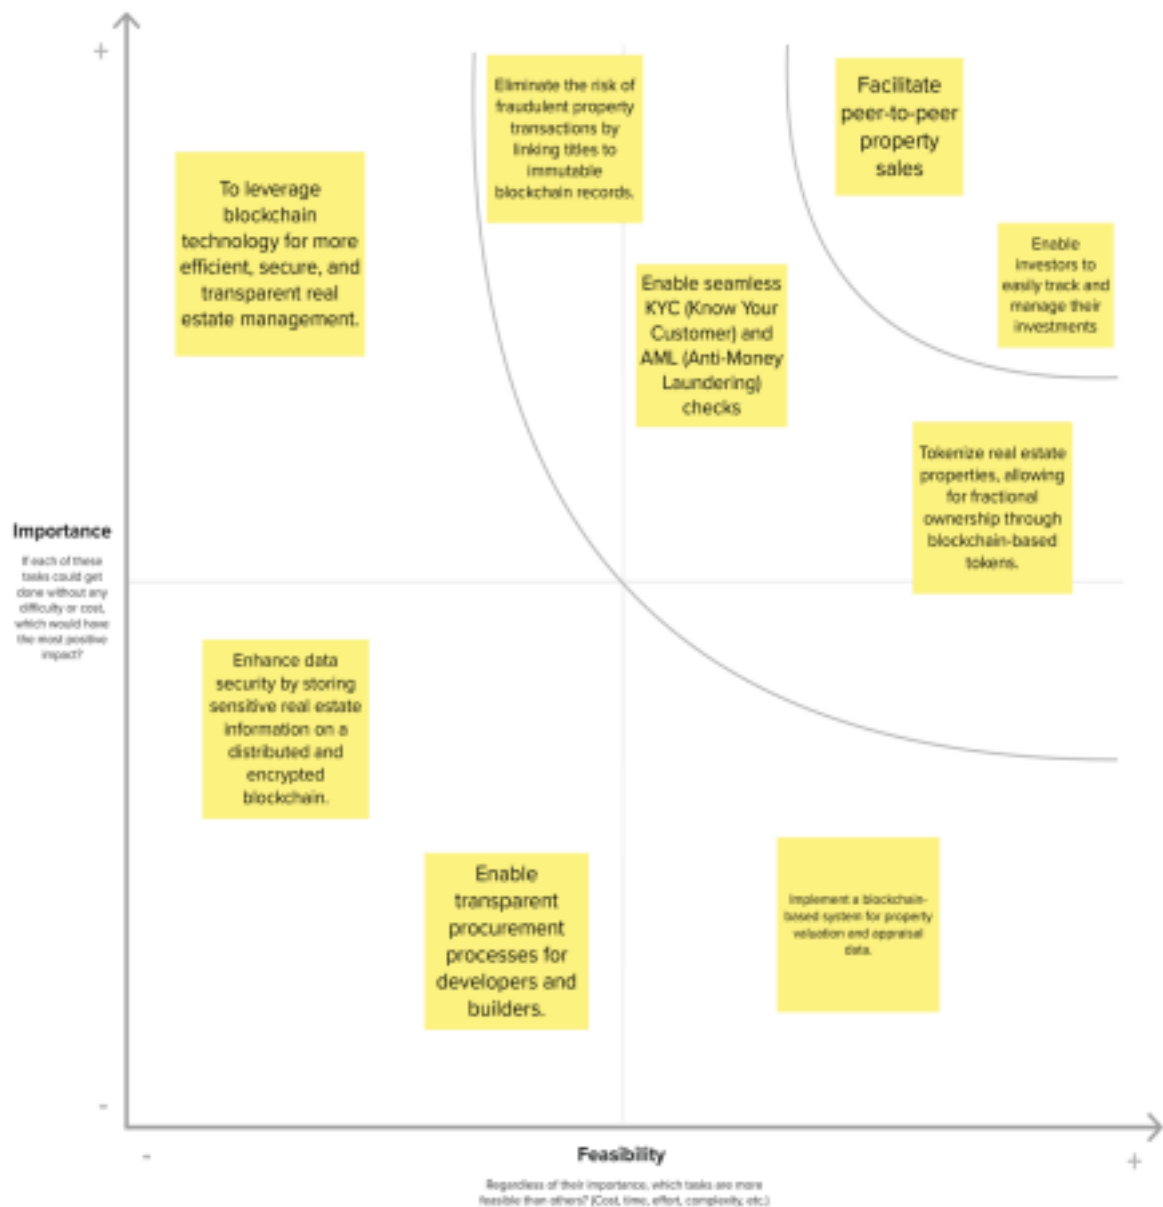 +
Eliminate the risk of
fraudulent property
transactions by
linking titles to
immutable
blockchain records.
Facilitate
peer-to-peer
property
sales
To leverage
blockchain
technology for more
efficient, secure, and
transparent real
estate management.
Enable
investors to
easily track and
manage their
investments
Enable seamless
KYC (Know Your
Customer) and
AML (Anti-Money
Laundering)
checks
Tokenize real estate
properties, allowing
for fractional
ownership through
blockchain-based
tokens.
Importance
If each of these
tasks could get
done without any
difficulty or cost,
which would have
the most positive
impact?
Enhance data
security by storing
sensitive real estate
information on a
distributed and
encrypted
blockchain.
Enable
transparent
procurement
processes for
developers and
builders.
Implement a blockchain-
based system for property
valuation and appraisal
data.
-
-
Feasibility
+
Regardless of their importance, which tasks are more
feasible than others? (Cost, time, effort, complexity, etc.)